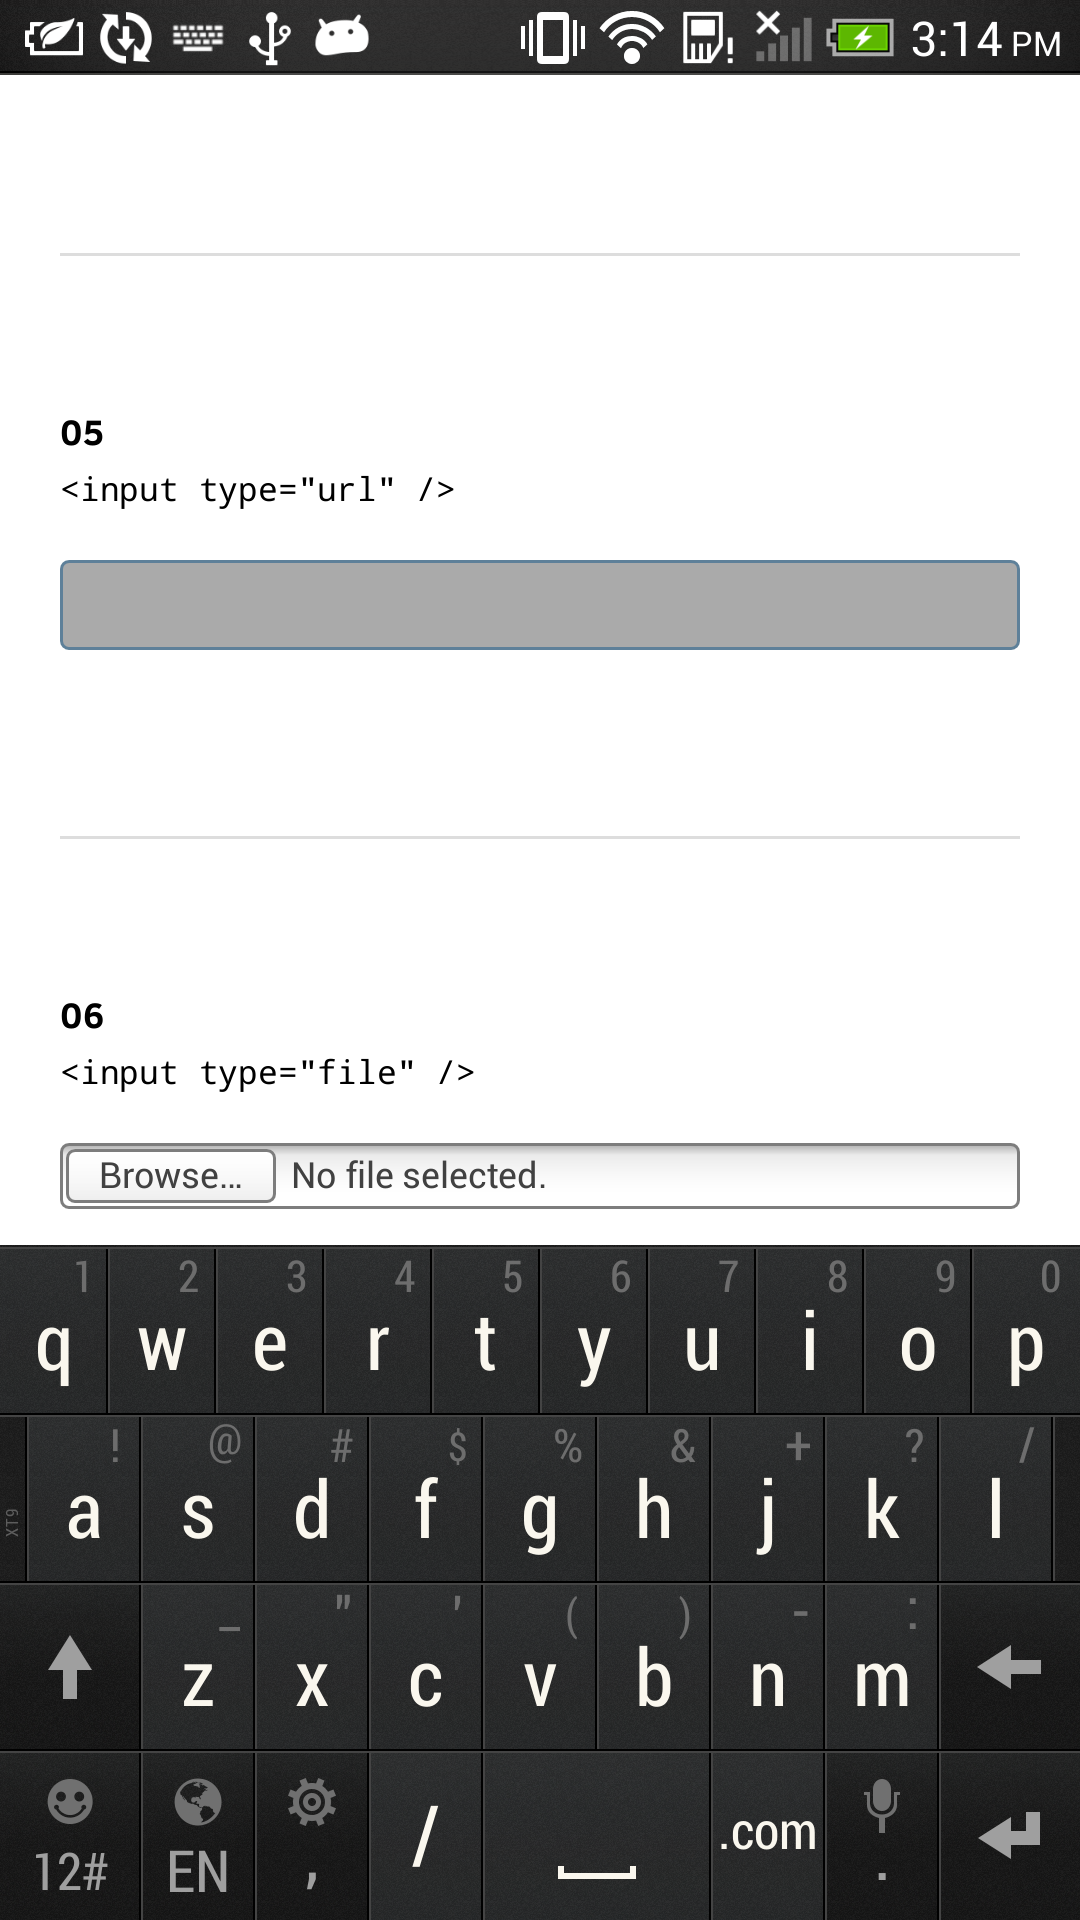 3:14 PM
05
<input type="url" />
06
<input type="file" />
Browse... No file selected.
1 2 3 4 5 6 7 8 9 0
q w e r t y u i o p
! @ # $ % & + ? /
XT9 a s d f g h j k l
_ " ' ( ) - :
z x c v b n m
12# EN , / .com .